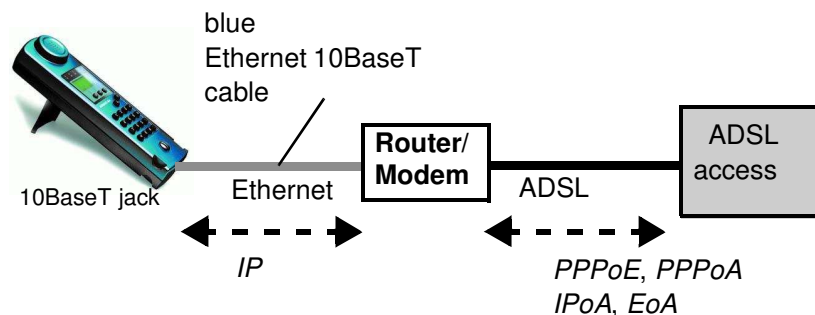 blue
Ethernet 10BaseT
cable
Router/
Modem
ADSL
access
10BaseT jack
Ethernet
ADSL
IP
PPPoE, PPPoA
IPoA, EoA